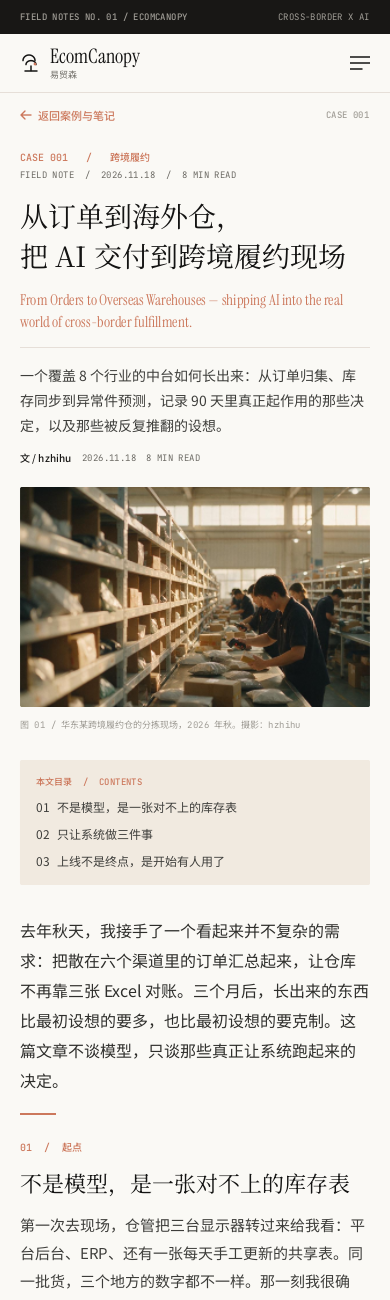 FIELD NOTES NO. 01 / ECOMCANOPY
CROSS-BORDER X AI
EcomCanopy
易贸森
← 返回案例与笔记
CASE 001
CASE 001 / 跨境履约
FIELD NOTE / 2026.11.18 / 8 MIN READ
从订单到海外仓，
把 AI 交付到跨境履约现场
From Orders to Overseas Warehouses — shipping AI into the real
world of cross-border fulfillment.
一个覆盖 8 个行业的中台如何长出来：从订单归集、库
存同步到异常件预测，记录 90 天里真正起作用的那些决
定，以及那些被反复推翻的设想。
文 / hzhihu 2026.11.18 8 MIN READ
图 01 / 华东某跨境履约仓的分拣现场，2026 年秋。摄影：hzhihu
本文目录 / CONTENTS
01 不是模型，是一张对不上的库存表
02 只让系统做三件事
03 上线不是终点，是开始有人用了
去年秋天，我接手了一个看起来并不复杂的需
求：把散在六个渠道里的订单汇总起来，让仓库
不再靠三张 Excel 对账。三个月后，长出来的东西
比最初设想的要多，也比最初设想的要克制。这
篇文章不谈模型，只谈那些真正让系统跑起来的
决定。
01 / 起点
不是模型，是一张对不上的库存表
第一次去现场，仓管把三台显示器转过来给我看：平
台后台、ERP、还有一张每天手工更新的共享表。同
一批货，三个地方的数字都不一样。那一刻我很确